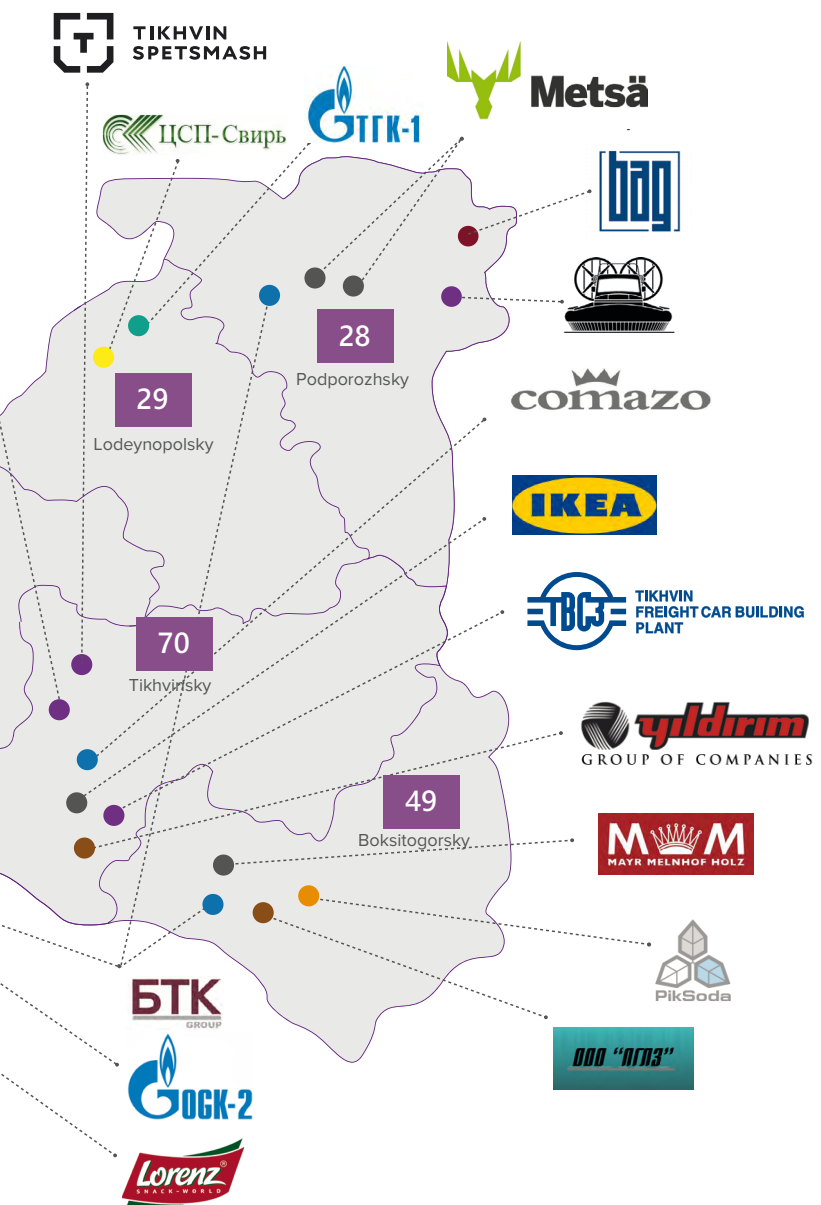 TIKHVIN
SPETSMASH
ЦСП-Свирь
ТГК-1
Metsä
bag
28
Podporozhsky
29
Lodeynopolsky
comazo
IKEA
ТВСЗ
TIKHVIN
FREIGHT CAR BUILDING
PLANT
70
Tikhvinsky
yıldırım
GROUP OF COMPANIES
49
Boksitogorsky
M M
MAYR MELNHOF HOLZ
PikSoda
БТК
GROUP
ООО "ПГЛЗ"
ОГК-2
Lorenz®
SNACK-WORLD